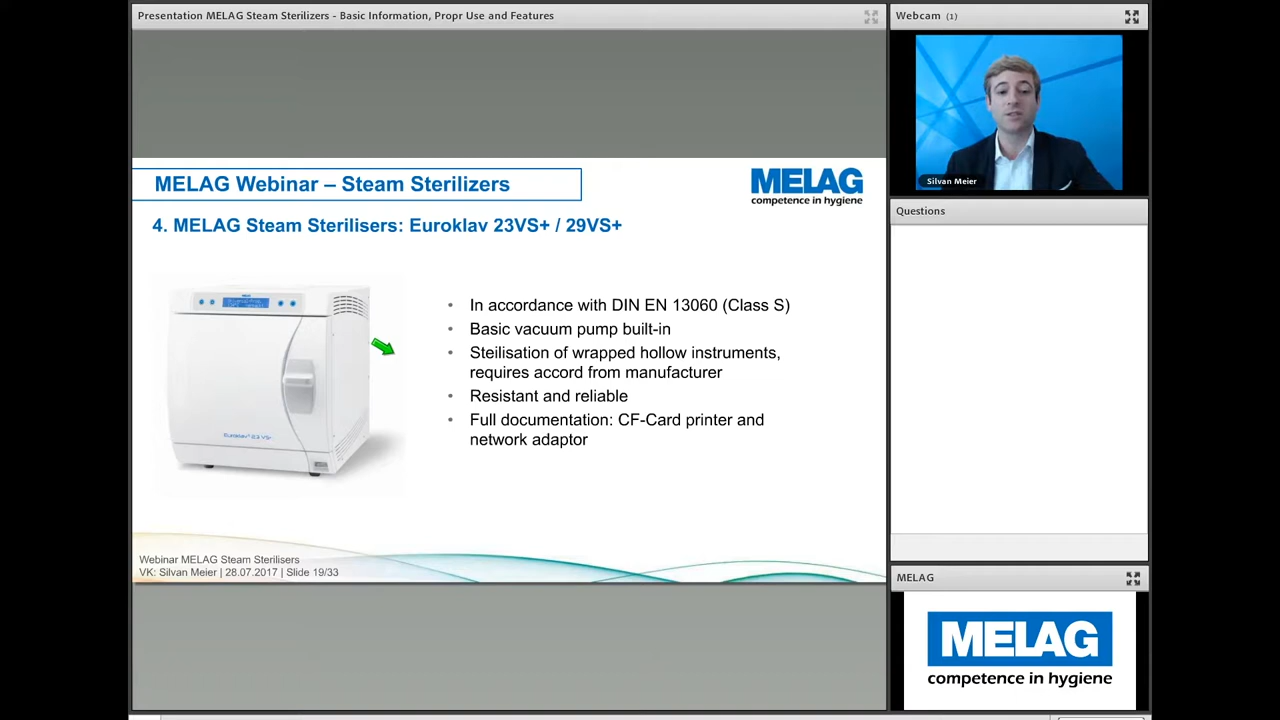 Presentation MELAG Steam Sterilizers - Basic Information, Propr Use and Features
Webcam (1)
Silvan Meier
Questions
MELAG Webinar – Steam Sterilizers
MELAG
competence in hygiene
4. MELAG Steam Sterilisers: Euroklav 23VS+ / 29VS+
• In accordance with DIN EN 13060 (Class S)
• Basic vacuum pump built-in
• Steilisation of wrapped hollow instruments,
requires accord from manufacturer
• Resistant and reliable
• Full documentation: CF-Card printer and
network adaptor
Euroklav® 23 VS+
Webinar MELAG Steam Sterilisers
VK: Silvan Meier | 28.07.2017 | Slide 19/33
MELAG
MELAG
competence in hygiene